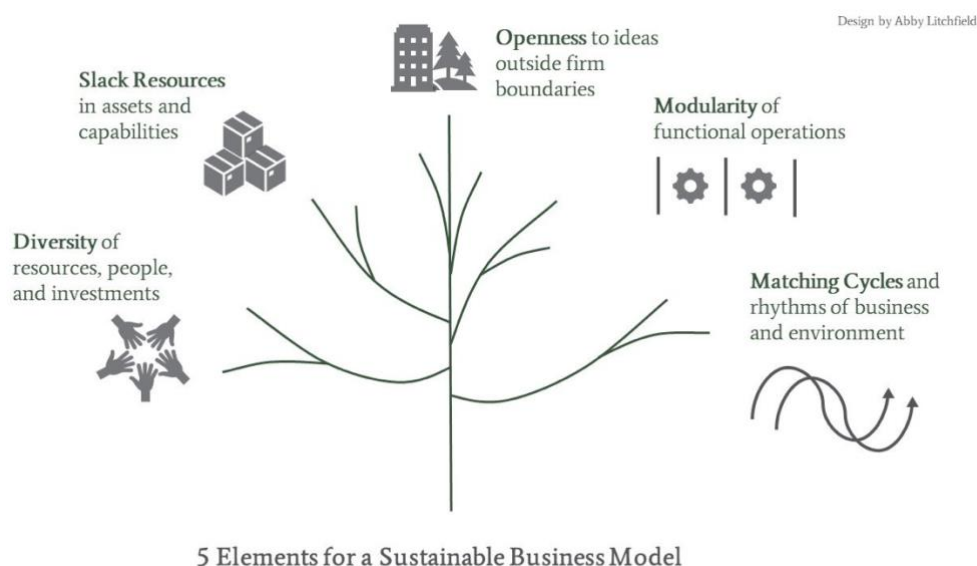 Design by Abby Litchfield
Openness to ideas
outside firm
boundaries
Slack Resources
in assets and
capabilities
Modularity of
functional operations
Diversity of
resources, people,
and investments
Matching Cycles and
rhythms of business
and environment
5 Elements for a Sustainable Business Model